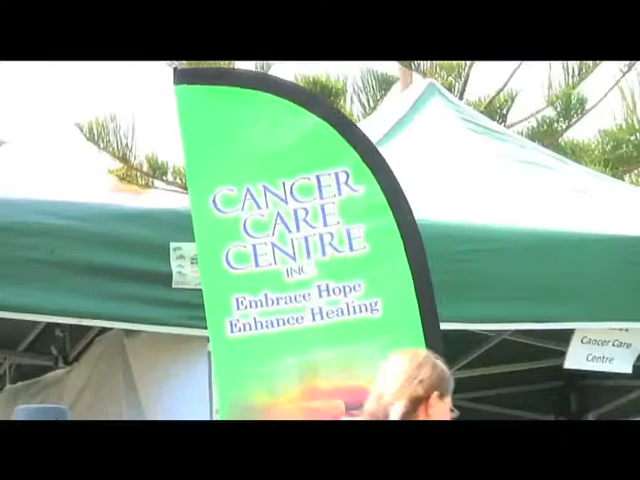 CANCER
CARE
CENTRE
INC
Embrace Hope
Enhance Healing
Cancer Care
Centre